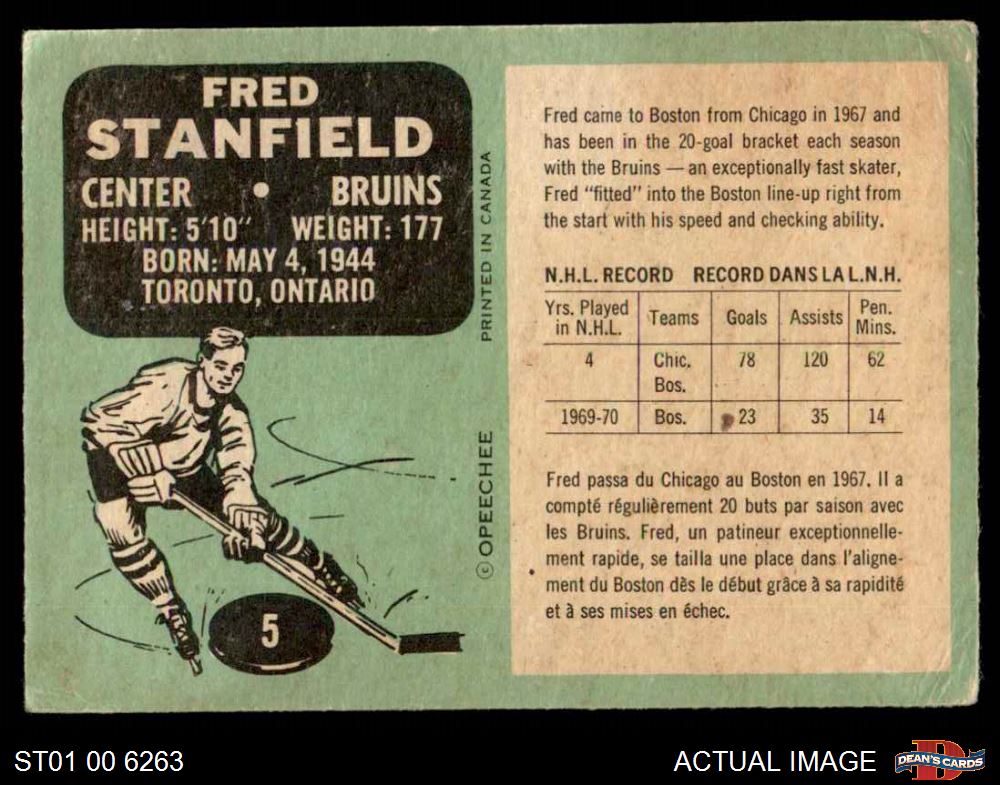 FRED
STANFIELD
CENTER • BRUINS
HEIGHT: 5'10" WEIGHT: 177
BORN: MAY 4, 1944
TORONTO, ONTARIO
PRINTED IN CANADA
© OPEECHEE
5
Fred came to Boston from Chicago in 1967 and
has been in the 20-goal bracket each season
with the Bruins — an exceptionally fast skater,
Fred "fitted" into the Boston line-up right from
the start with his speed and checking ability.
N.H.L. RECORD RECORD DANS LA L.N.H.
Yrs. Played in N.H.L. Teams Goals Assists Pen. Mins.
4 Chic. Bos. 78 120 62
1969-70 Bos. 23 35 14
Fred passa du Chicago au Boston en 1967. Il a
compté régulièrement 20 buts par saison avec
les Bruins. Fred, un patineur exceptionnelle-
ment rapide, se tailla une place dans l'aligne-
ment du Boston dès le début grâce à sa rapidité
et à ses mises en échec.
ST01 00 6263
ACTUAL IMAGE
DEAN'S CARDS